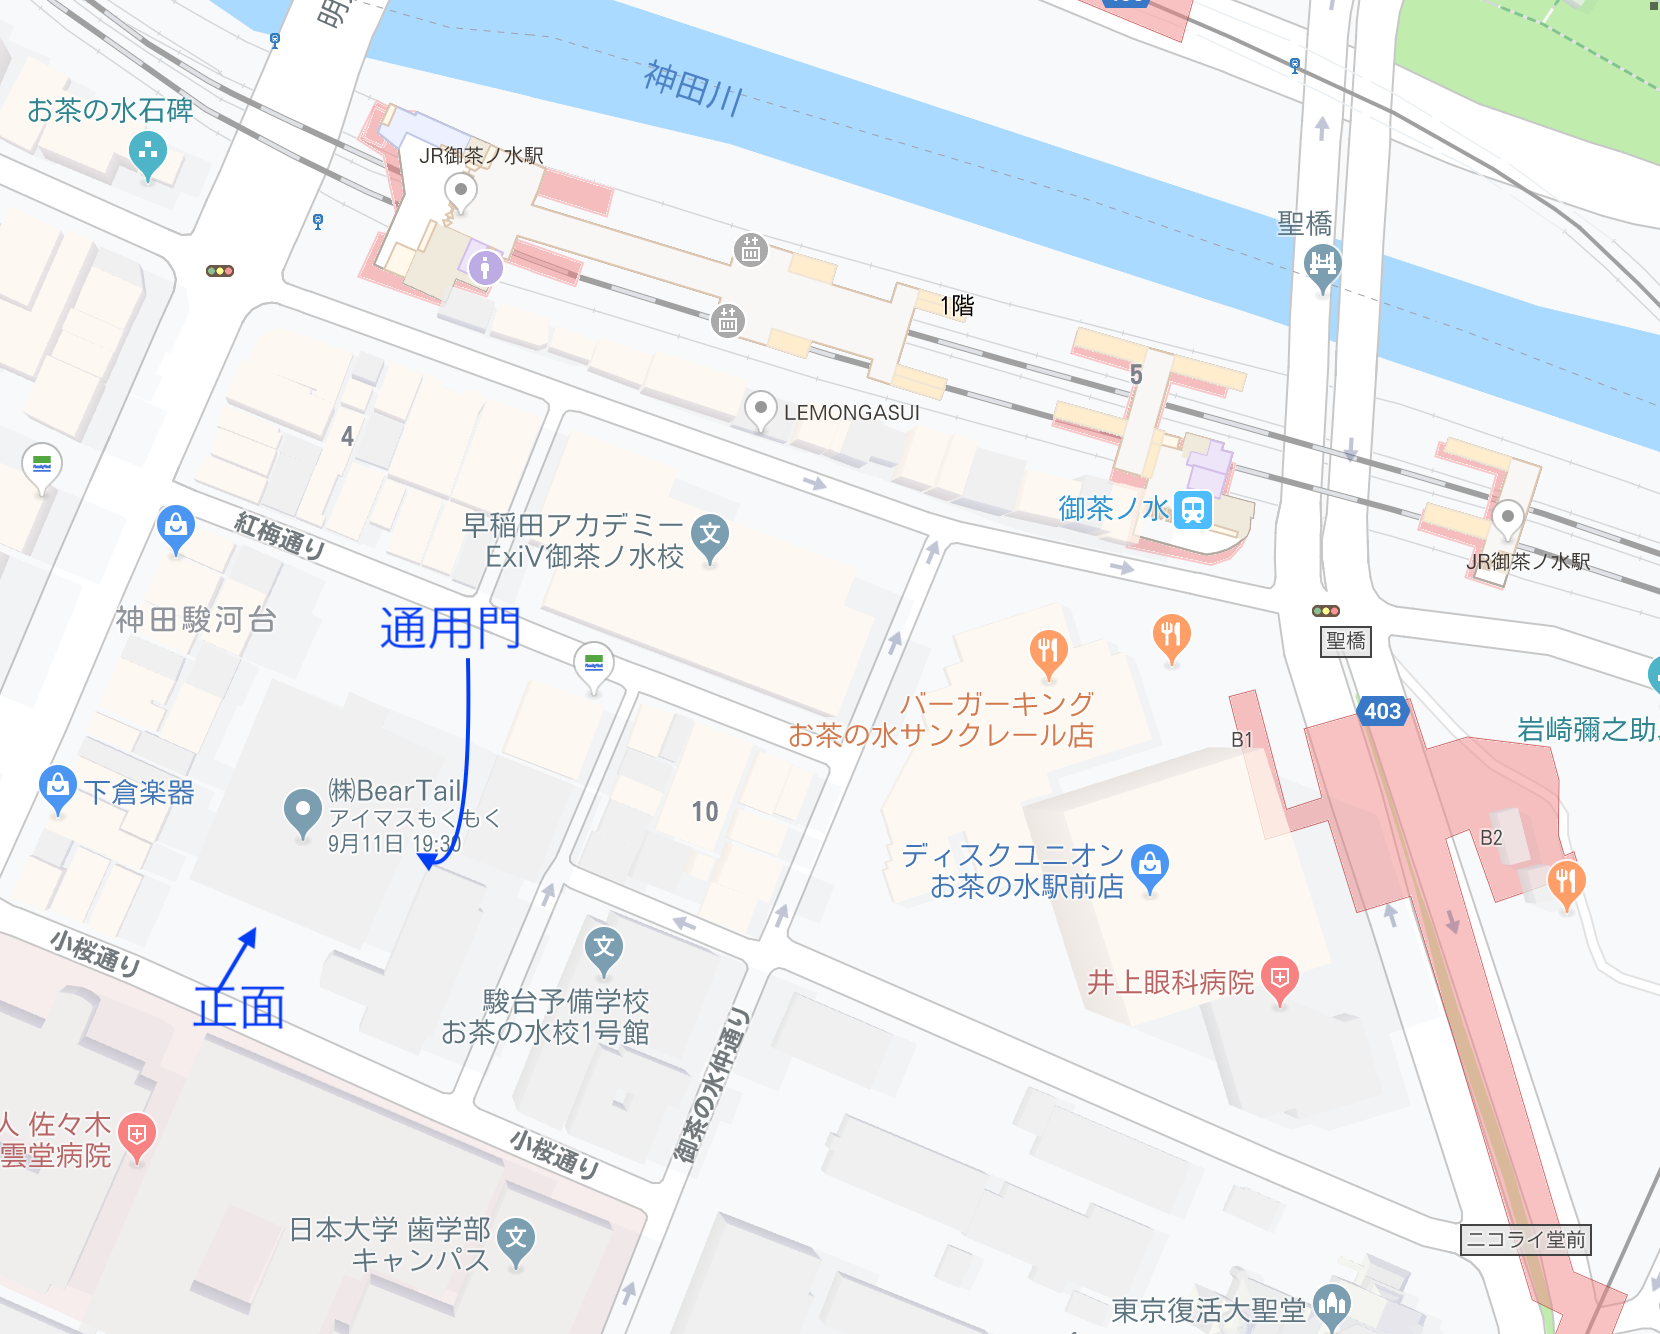 明
神田川
お茶の水石碑
JR御茶ノ水駅
聖橋
1階
5
LEMONGASUI
4
御茶ノ水
早稲田アカデミー
ExiV御茶ノ水校
紅梅通り
JR御茶ノ水駅
神田駿河台
通用門
聖橋
403
バーガーキング
お茶の水サンクレール店
B1
岩崎彌之助
下倉楽器
㈱BearTail
アイマスもくもく
9月11日 19:30
10
B2
ディスクユニオン
お茶の水駅前店
小桜通り
正面
駿台予備学校
お茶の水校1号館
井上眼科病院
御茶の水仲通り
人 佐々木
雲堂病院
小桜通り
日本大学 歯学部
キャンパス
ニコライ堂前
東京復活大聖堂